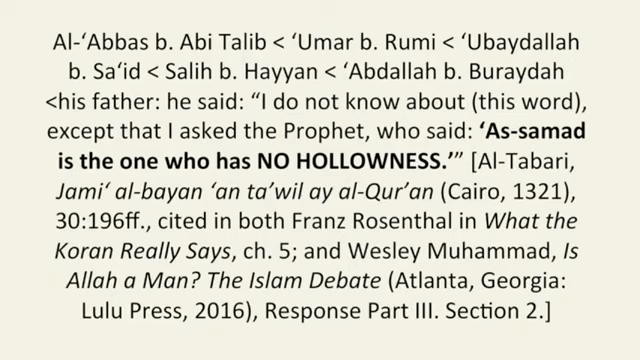 Al-‘Abbas b. Abi Talib < ‘Umar b. Rumi < ‘Ubaydallah
b. Sa‘id < Salih b. Hayyan < ‘Abdallah b. Buraydah
<his father: he said: “I do not know about (this word),
except that I asked the Prophet, who said: ‘As-samad
is the one who has NO HOLLOWNESS.’” [Al-Tabari,
Jami‘ al-bayan ‘an ta’wil ay al-Qur’an (Cairo, 1321),
30:196ff., cited in both Franz Rosenthal in What the
Koran Really Says, ch. 5; and Wesley Muhammad, Is
Allah a Man? The Islam Debate (Atlanta, Georgia:
Lulu Press, 2016), Response Part III. Section 2.]